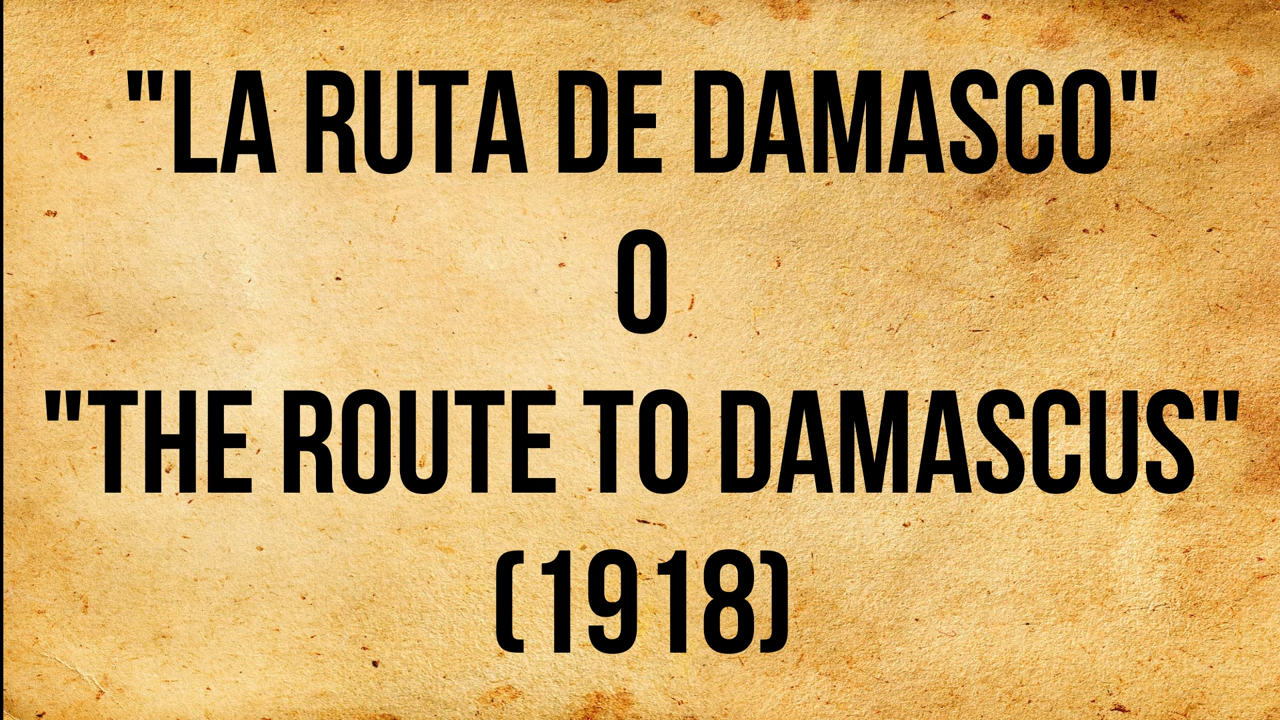 "LA RUTA DE DAMASCO"
O
"THE ROUTE TO DAMASCUS"
(1918)